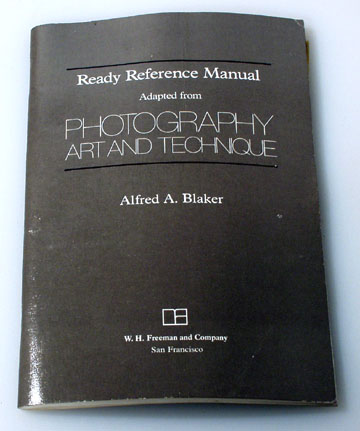 Ready Reference Manual
Adapted from
PHOTOGRAPHY
ART AND TECHNIQUE
Alfred A. Blaker
W. H. Freeman and Company
San Francisco